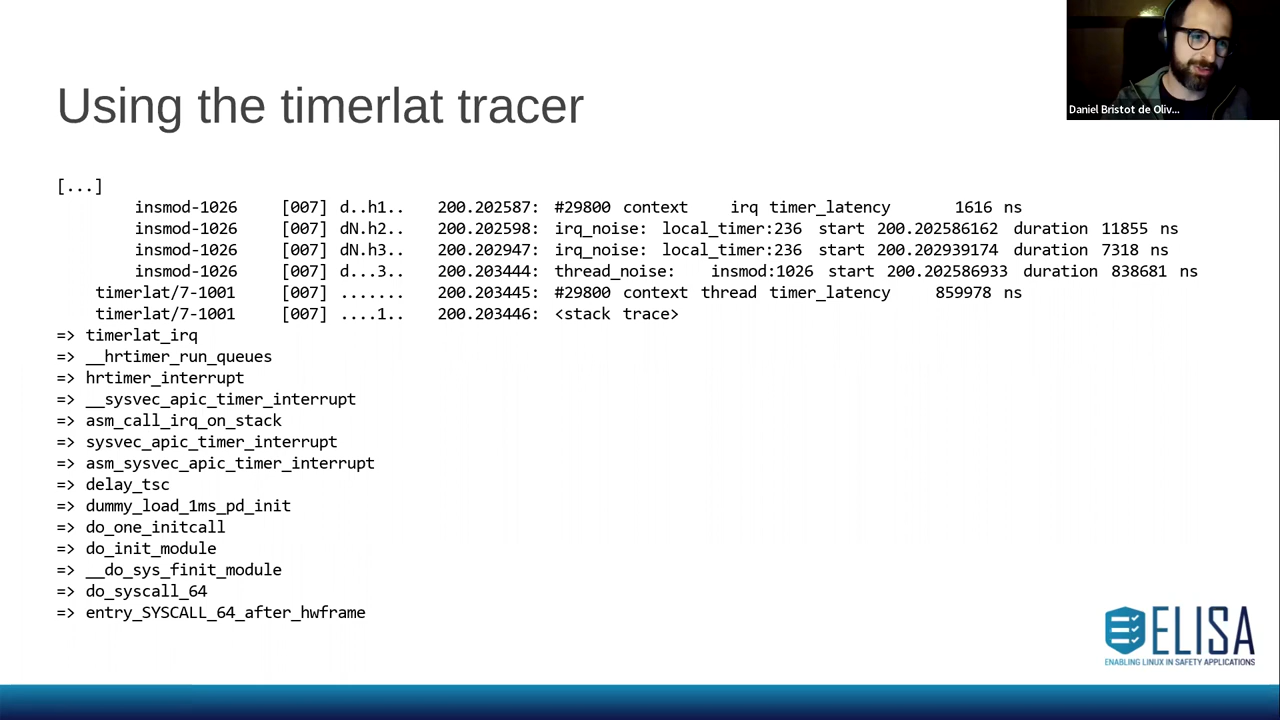 Daniel Bristot de Oliv...
Using the timerlat tracer
[...]
insmod-1026 [007] d..h1.. 200.202587: #29800 context irq timer_latency 1616 ns
insmod-1026 [007] dN.h2.. 200.202598: irq_noise: local_timer:236 start 200.202586162 duration 11855 ns
insmod-1026 [007] dN.h3.. 200.202947: irq_noise: local_timer:236 start 200.202939174 duration 7318 ns
insmod-1026 [007] d...3.. 200.203444: thread_noise: insmod:1026 start 200.202586933 duration 838681 ns
timerlat/7-1001 [007] ....... 200.203445: #29800 context thread timer_latency 859978 ns
timerlat/7-1001 [007] ....1.. 200.203446: <stack trace>
=> timerlat_irq
=> __hrtimer_run_queues
=> hrtimer_interrupt
=> __sysvec_apic_timer_interrupt
=> asm_call_irq_on_stack
=> sysvec_apic_timer_interrupt
=> asm_sysvec_apic_timer_interrupt
=> delay_tsc
=> dummy_load_1ms_pd_init
=> do_one_initcall
=> do_init_module
=> __do_sys_finit_module
=> do_syscall_64
=> entry_SYSCALL_64_after_hwframe
ELISA
ENABLING LINUX IN SAFETY APPLICATIONS